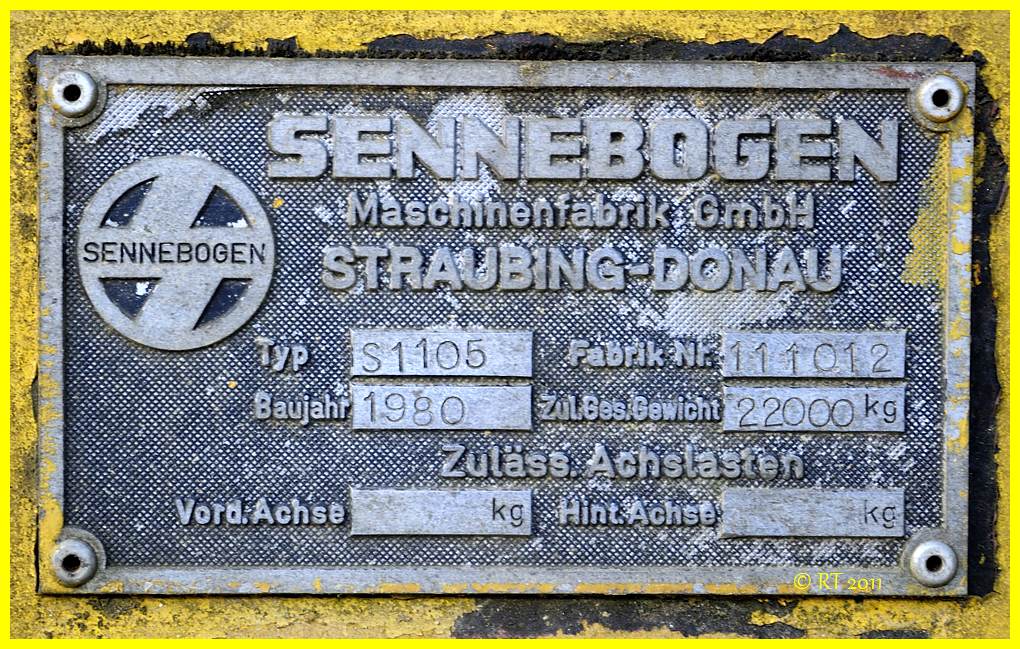 SENNEBOGEN
Maschinenfabrik GmbH
STRAUBING-DONAU
SENNEBOGEN
Typ S1105 Fabrik Nr. 111012
Baujahr 1980 Zul.Ges.Gewicht 22000 kg
Zuläss. Achslasten
Vord. Achse kg Hint. Achse kg
© RT 2011